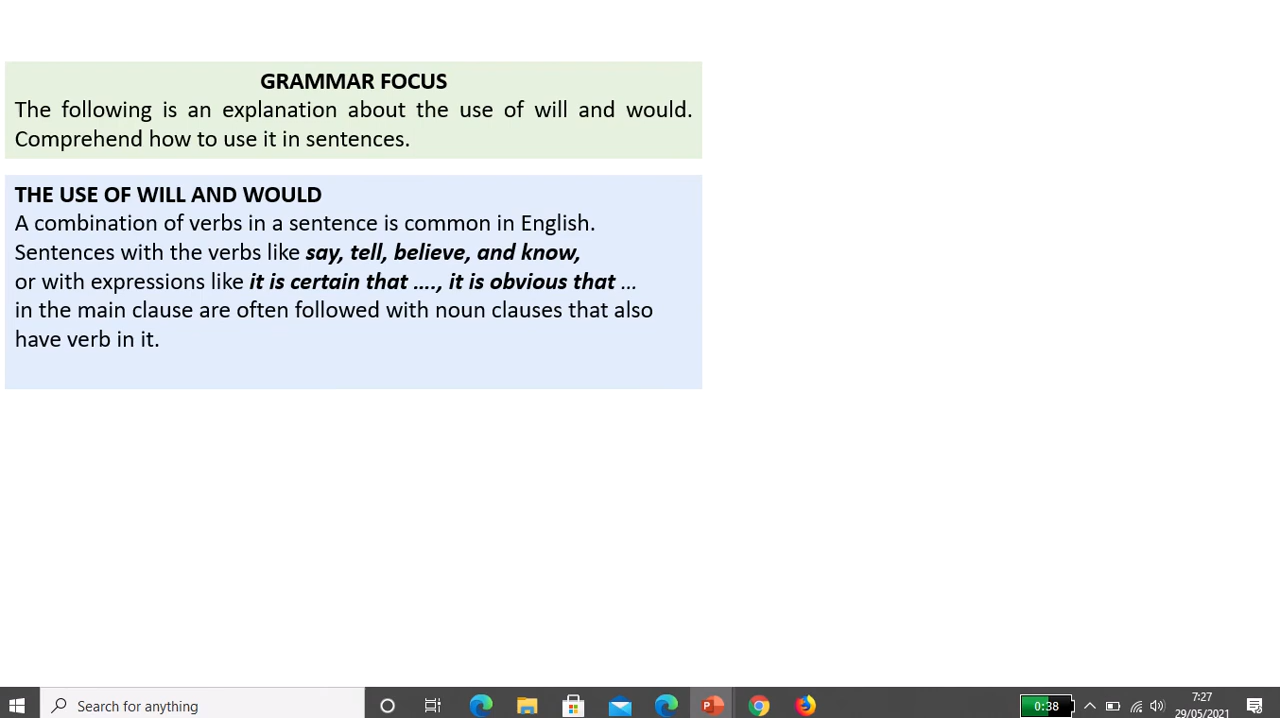 GRAMMAR FOCUS
The following is an explanation about the use of will and would.
Comprehend how to use it in sentences.
THE USE OF WILL AND WOULD
A combination of verbs in a sentence is common in English.
Sentences with the verbs like say, tell, believe, and know,
or with expressions like it is certain that …., it is obvious that …
in the main clause are often followed with noun clauses that also
have verb in it.
Search for anything
0:38
7:27
29/05/2021